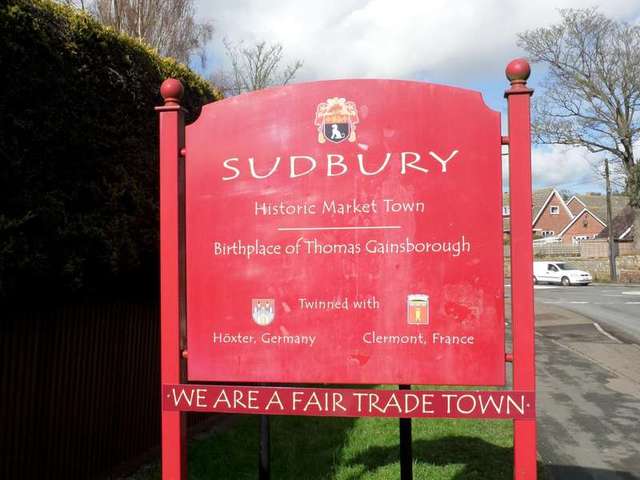 SUDBURY
Historic Market Town
Birthplace of Thomas Gainsborough
Twinned with
Höxter, Germany
Clermont, France
·WE ARE A FAIR TRADE TOWN·